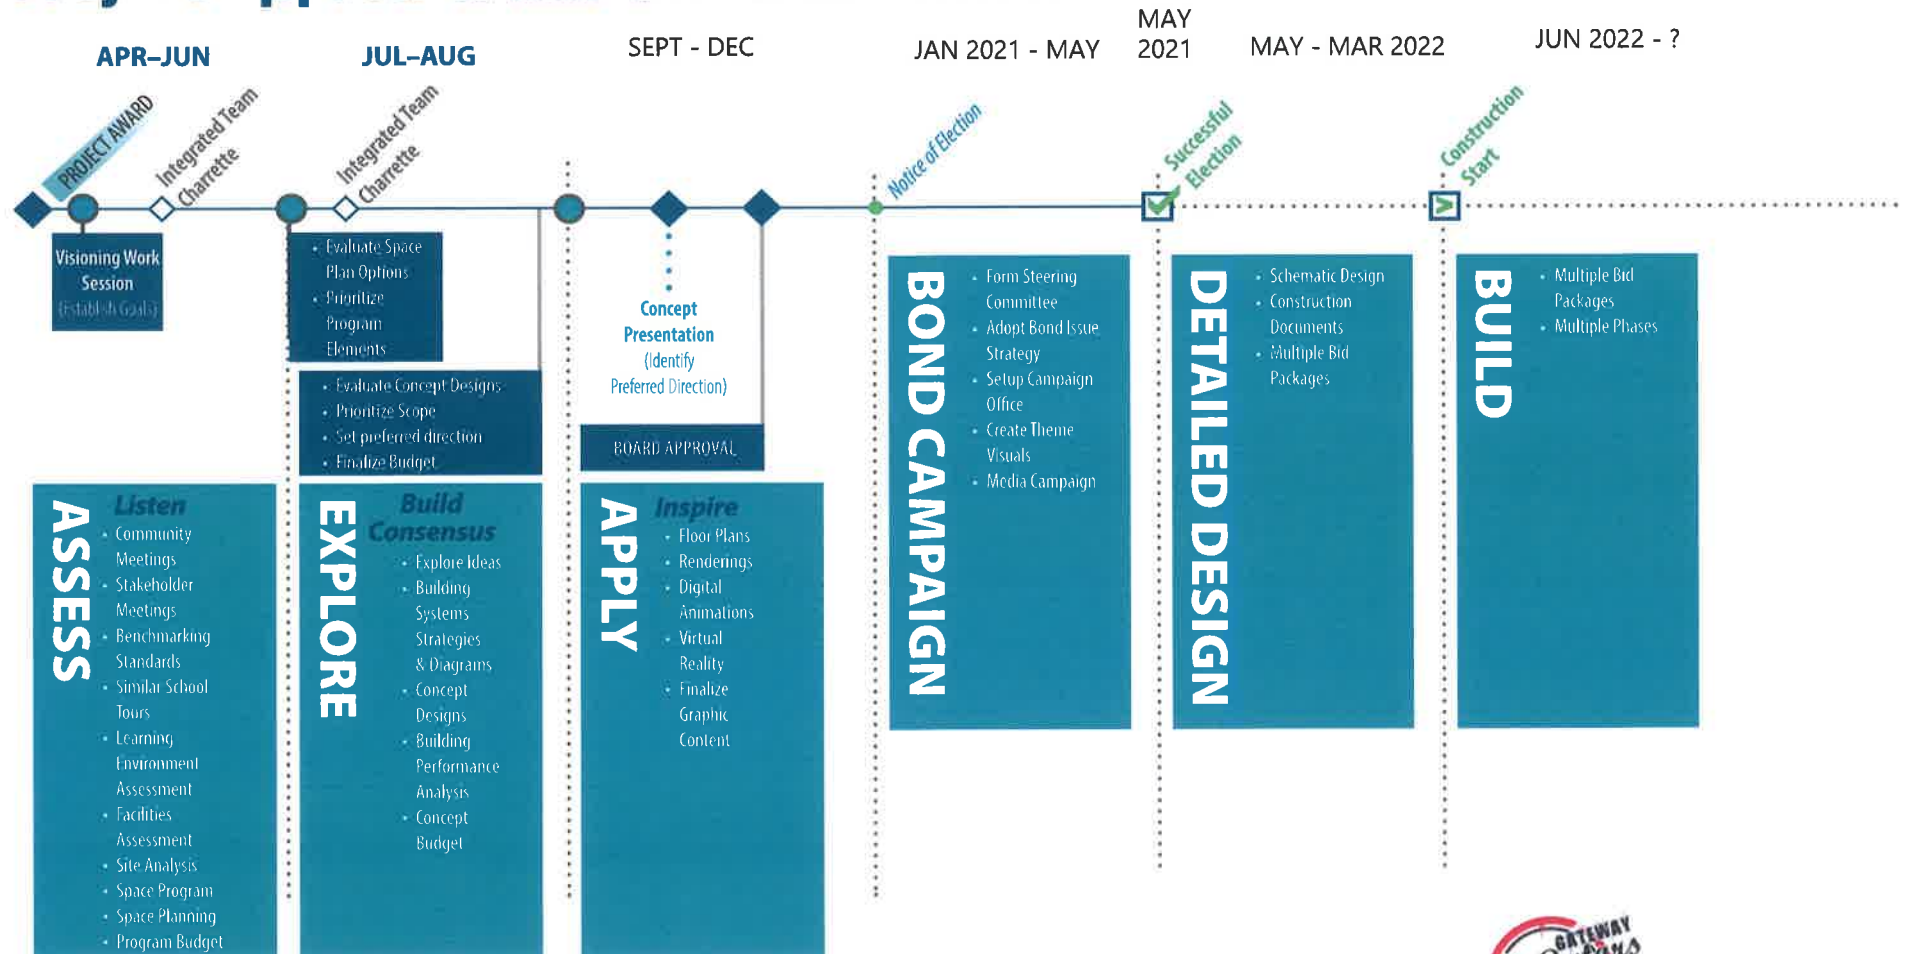 APR–JUN
JUL–AUG
SEPT - DEC
JAN 2021 - MAY
MAY
2021
MAY - MAR 2022
JUN 2022 - ?
PROJECT AWARD
Integrated Team
Charrette
Integrated Team
Charrette
Notice of Election
Successful
Election
Construction
Start
Visioning Work
Session
(Establish Goals)
• Evaluate Space
Plan Options
• Prioritize
Program
Elements
• Evaluate Concept Designs
• Prioritize Scope
• Set preferred direction
• Finalize Budget
Concept
Presentation
(Identify
Preferred Direction)
BOARD APPROVAL
ASSESS
Listen
• Community
Meetings
• Stakeholder
Meetings
• Benchmarking
Standards
• Similar School
Tours
• Learning
Environment
Assessment
• Facilities
Assessment
• Site Analysis
• Space Program
• Space Planning
• Program Budget
EXPLORE
Build
Consensus
• Explore Ideas
• Building
Systems
Strategies
& Diagrams
• Concept
Designs
• Building
Performance
Analysis
• Concept
Budget
APPLY
Inspire
• Floor Plans
• Renderings
• Digital
Animations
• Virtual
Reality
• Finalize
Graphic
Content
BOND CAMPAIGN
• Form Steering
Committee
• Adopt Bond Issue
Strategy
• Setup Campaign
Office
• Create Theme
Visuals
• Media Campaign
DETAILED DESIGN
• Schematic Design
• Construction
Documents
• Multiple Bid
Packages
BUILD
• Multiple Bid
Packages
• Multiple Phases
GATEWAY